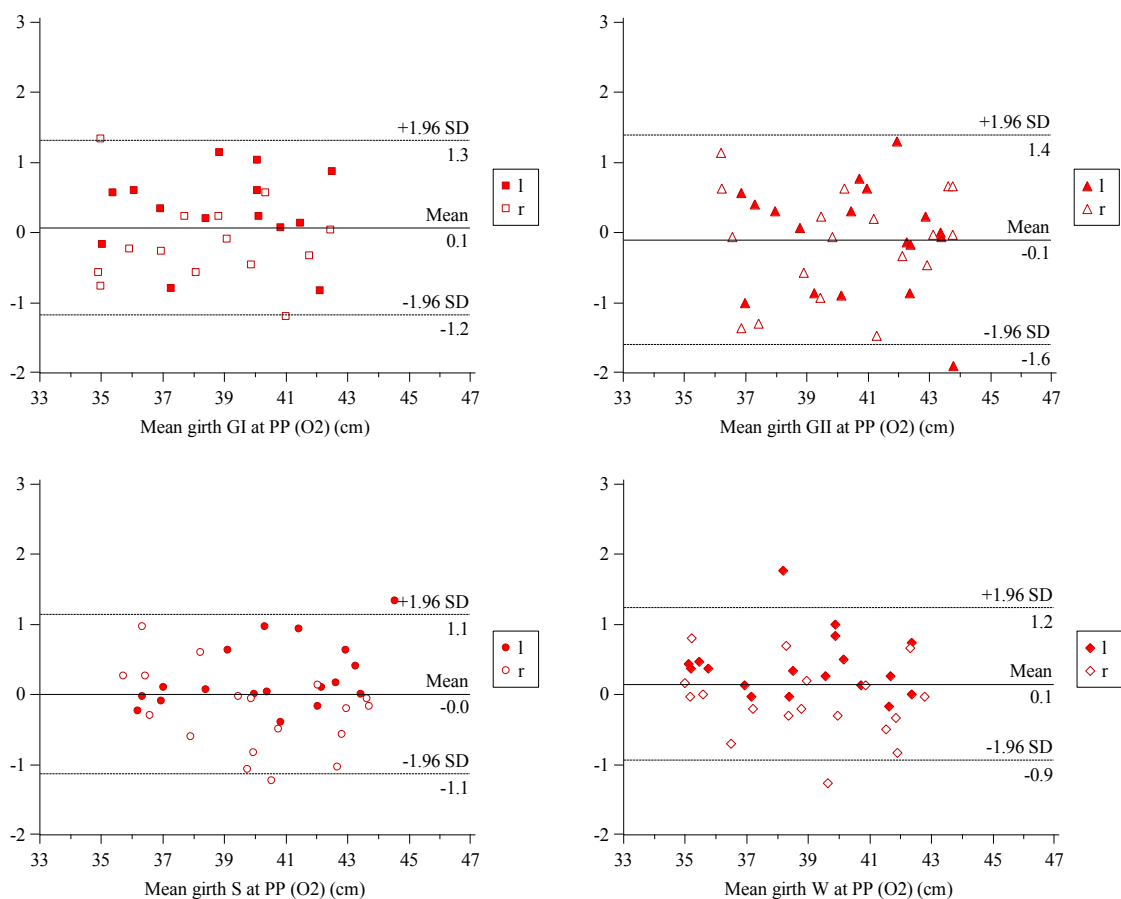 3
2
+1.96 SD
1
1.3
l
r
Mean
0
0.1
-1
-1.96 SD
-1.2
-2
33 35 37 39 41 43 45 47
Mean girth GI at PP (O2) (cm)
3
2
+1.96 SD
1
1.4
l
r
Mean
0
-0.1
-1
-1.96 SD
-1.6
-2
33 35 37 39 41 43 45 47
Mean girth GII at PP (O2) (cm)
3
2
+1.96 SD
1
1.1
l
r
Mean
0
-0.0
-1
-1.96 SD
-1.1
-2
33 35 37 39 41 43 45 47
Mean girth S at PP (O2) (cm)
3
2
+1.96 SD
1
1.2
l
r
Mean
0
0.1
-1
-1.96 SD
-0.9
-2
33 35 37 39 41 43 45 47
Mean girth W at PP (O2) (cm)